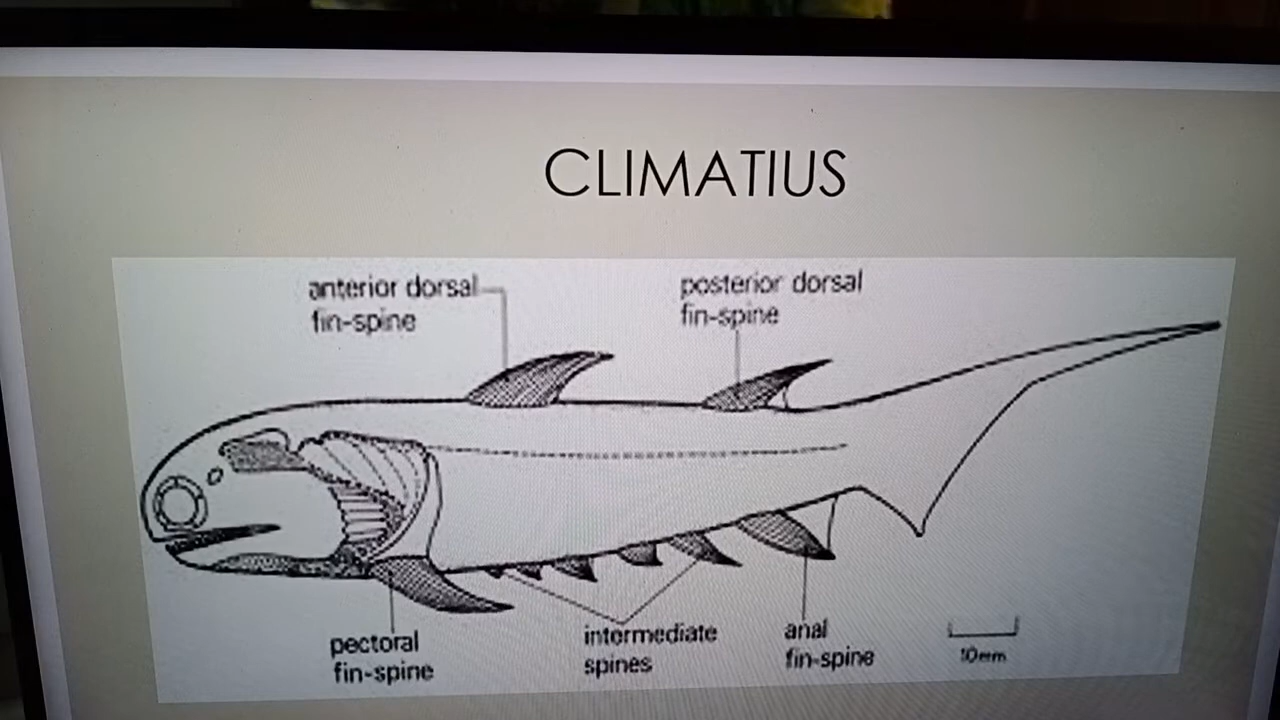 CLIMATIUS
anterior dorsal
fin-spine
posterior dorsal
fin-spine
pectoral
fin-spine
intermediate
spines
anal
fin-spine
10mm